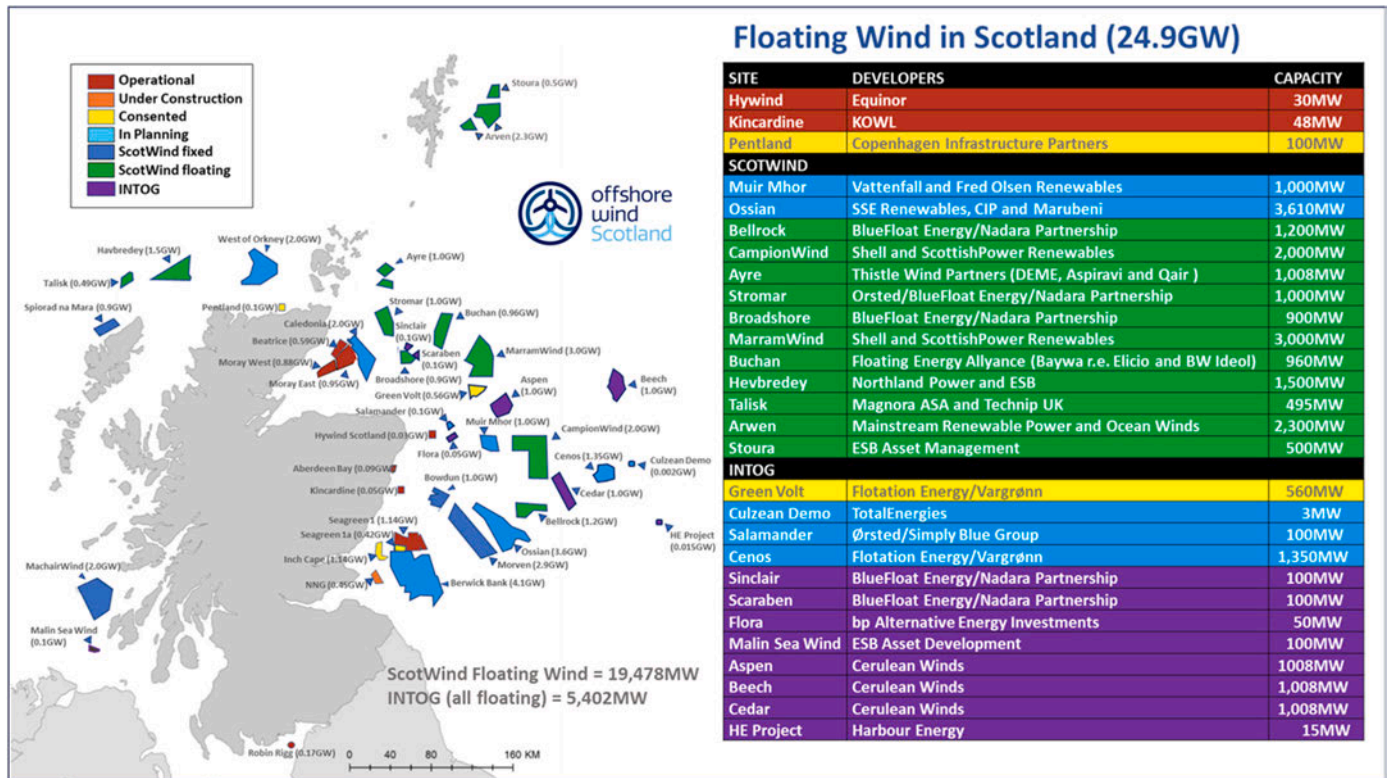 Floating Wind in Scotland (24.9GW)
Operational
Under Construction
Consented
In Planning
ScotWind fixed
ScotWind floating
INTOG
offshore
wind
Scotland
Stoura (0.5GW)
Arven (2.3GW)
Havbredey (1.5GW)
West of Orkney (2.0GW)
Ayre (1.0GW)
Talisk (0.49GW)
Spiorad na Mara (0.9GW)
Pentland (0.1GW)
Stromar (1.0GW)
Caledonia (2.0GW)
Sinclair
(0.1GW)
Buchan (0.96GW)
Beatrice (0.59GW)
Scaraben
(0.1GW)
MarramWind (3.0GW)
Moray West (0.88GW)
Moray East (0.95GW)
Broadshore (0.9GW)
Aspen
(1.0GW)
Beech
(1.0GW)
Green Volt (0.56GW)
Salamander (0.1GW)
Muir Mhor (1.0GW)
Hywind Scotland (0.03GW)
CampionWind (2.0GW)
Flora
(0.05GW)
Cenos (1.35GW)
Culzean Demo
(0.002GW)
Aberdeen Bay (0.09GW)
Bowdun
(1.0GW)
Kincardine (0.05GW)
Cedar (1.0GW)
Seagreen 1 (1.14GW)
Bellrock (1.2GW)
Seagreen 1a (0.42GW)
HE Project
(0.015GW)
Ossian (3.6GW)
Inch Cape (1.14GW)
Morven (2.9GW)
MachairWind (2.0GW)
NNG (0.45GW)
Berwick Bank (4.1GW)
Malin Sea Wind
(0.1GW)
ScotWind Floating Wind = 19,478MW
INTOG (all floating) = 5,402MW
Robin Rigg (0.17GW)
0 40 80 160 KM
SITE DEVELOPERS CAPACITY
Hywind Equinor 30MW
Kincardine KOWL 48MW
Pentland Copenhagen Infrastructure Partners 100MW
SCOTWIND
Muir Mhor Vattenfall and Fred Olsen Renewables 1,000MW
Ossian SSE Renewables, CIP and Marubeni 3,610MW
Bellrock BlueFloat Energy/Nadara Partnership 1,200MW
CampionWind Shell and ScottishPower Renewables 2,000MW
Ayre Thistle Wind Partners (DEME, Aspiravi and Qair ) 1,008MW
Stromar Orsted/BlueFloat Energy/Nadara Partnership 1,000MW
Broadshore BlueFloat Energy/Nadara Partnership 900MW
MarramWind Shell and ScottishPower Renewables 3,000MW
Buchan Floating Energy Allyance (Baywa r.e. Elicio and BW Ideol) 960MW
Hevbredey Northland Power and ESB 1,500MW
Talisk Magnora ASA and Technip UK 495MW
Arwen Mainstream Renewable Power and Ocean Winds 2,300MW
Stoura ESB Asset Management 500MW
INTOG
Green Volt Flotation Energy/Vargrønn 560MW
Culzean Demo TotalEnergies 3MW
Salamander Ørsted/Simply Blue Group 100MW
Cenos Flotation Energy/Vargrønn 1,350MW
Sinclair BlueFloat Energy/Nadara Partnership 100MW
Scaraben BlueFloat Energy/Nadara Partnership 100MW
Flora bp Alternative Energy Investments 50MW
Malin Sea Wind ESB Asset Development 100MW
Aspen Cerulean Winds 1008MW
Beech Cerulean Winds 1,008MW
Cedar Cerulean Winds 1,008MW
HE Project Harbour Energy 15MW